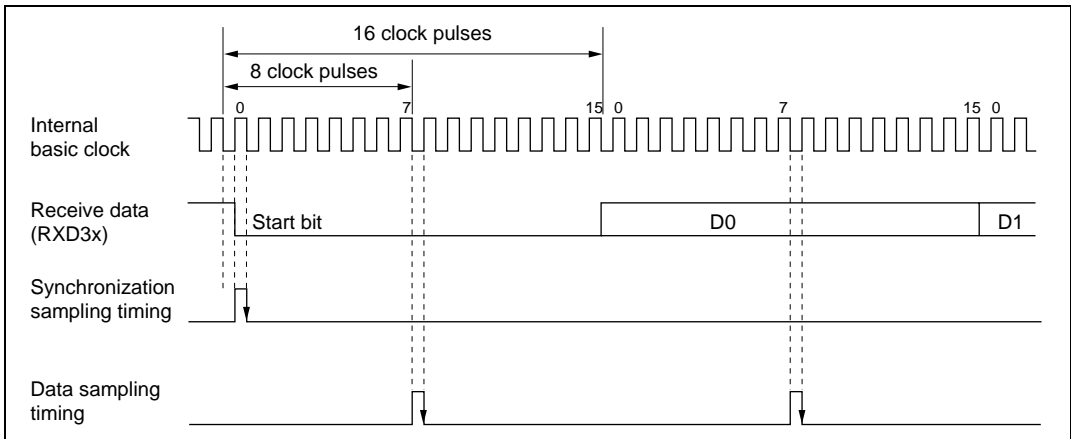 16 clock pulses
8 clock pulses
0 7 15 0 7 15 0
Internal
basic clock
Receive data
(RXD3x)
Start bit D0 D1
Synchronization
sampling timing
Data sampling
timing